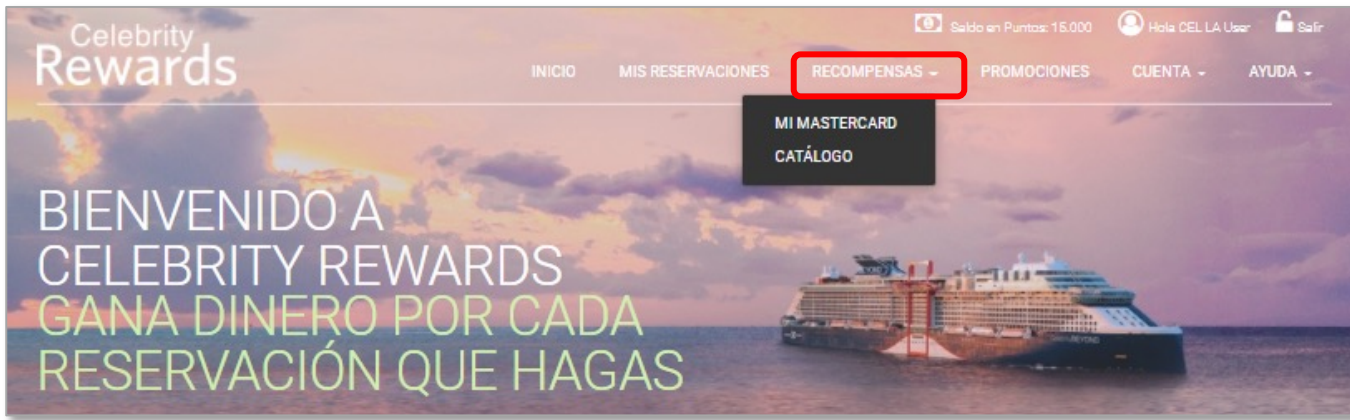 Celebrity
Rewards
Saldo en Puntos: 15.000 Hola CEL LA User Salir
INICIO MIS RESERVACIONES RECOMPENSAS PROMOCIONES CUENTA AYUDA
MI MASTERCARD
CATÁLOGO
BIENVENIDO A
CELEBRITY REWARDS
GANA DINERO POR CADA
RESERVACIÓN QUE HAGAS
BEYOND